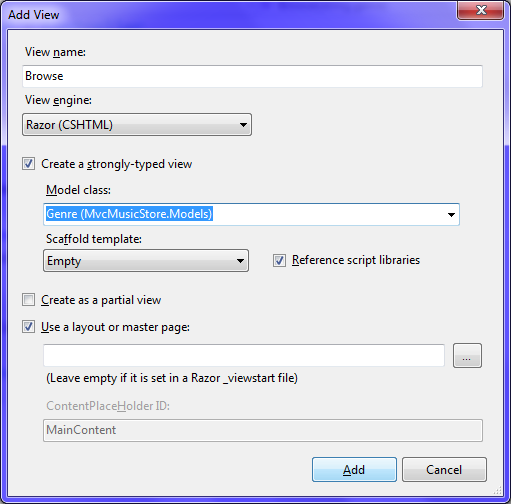 Add View
View name:
Browse
View engine:
Razor (CSHTML)
Create a strongly-typed view
Model class:
Genre (MvcMusicStore.Models)
Scaffold template:
Empty
Reference script libraries
Create as a partial view
Use a layout or master page:
...
(Leave empty if it is set in a Razor _viewstart file)
ContentPlaceHolder ID:
MainContent
Add
Cancel